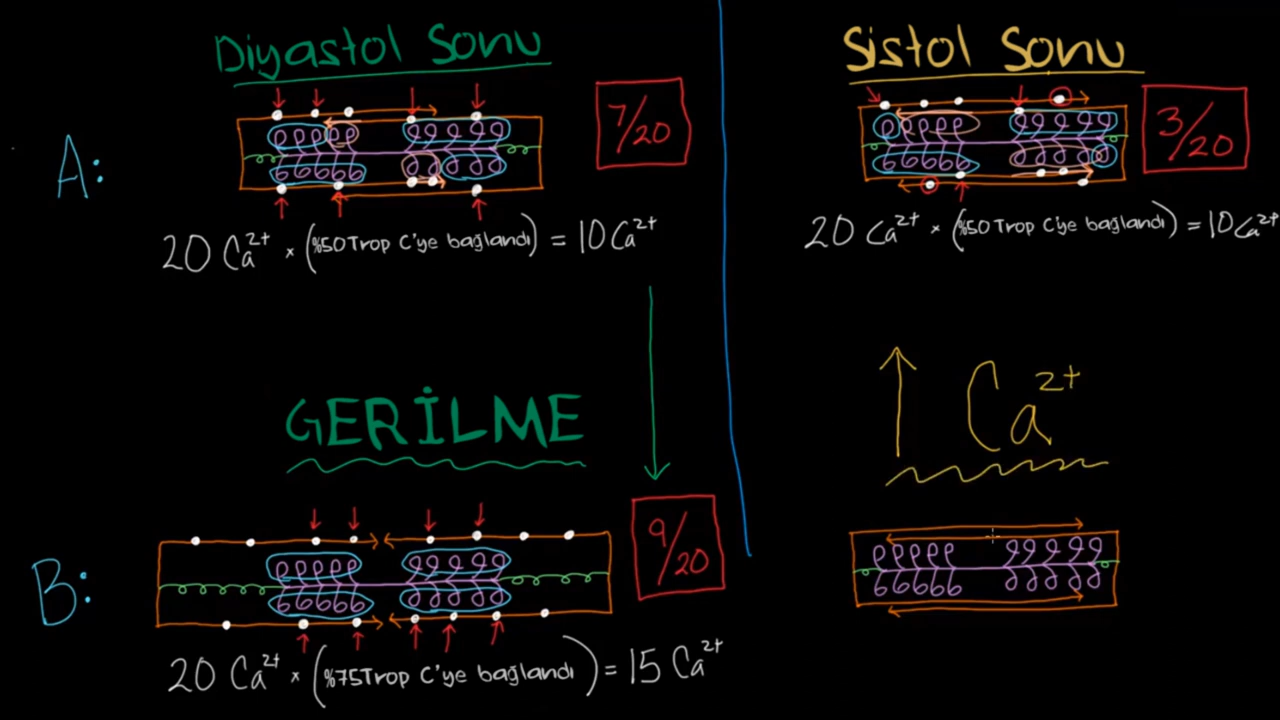 Diyastol Sonu
Sistol Sonu
A:
7/20
3/20
20 Ca2+ × (%50 Trop C'ye bağlandı) = 10 Ca2+
20 Ca2+ × (%50 Trop C'ye bağlandı) = 10 Ca2+
GERİLME
↑ Ca2+
B:
9/20
20 Ca2+ × (%75 Trop C'ye bağlandı) = 15 Ca2+